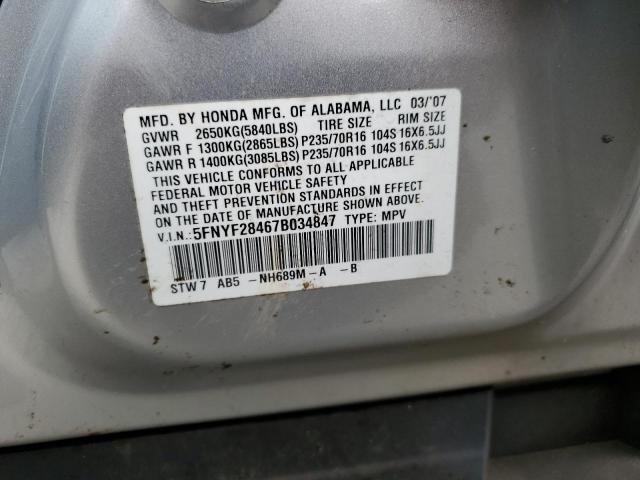 MFD. BY HONDA MFG. OF ALABAMA, LLC 03/'07
GVWR 2650KG(5840LBS) TIRE SIZE RIM SIZE
GAWR F 1300KG(2865LBS) P235/70R16 104S 16X6.5JJ
GAWR R 1400KG(3085LBS) P235/70R16 104S 16X6.5JJ
THIS VEHICLE CONFORMS TO ALL APPLICABLE
FEDERAL MOTOR VEHICLE SAFETY
AND THEFT PREVENTION STANDARDS IN EFFECT
ON THE DATE OF MANUFACTURE SHOWN ABOVE.
V.I.N.: 5FNYF28467B034847 TYPE: MPV
STW7 AB5 -NH689M-A -B